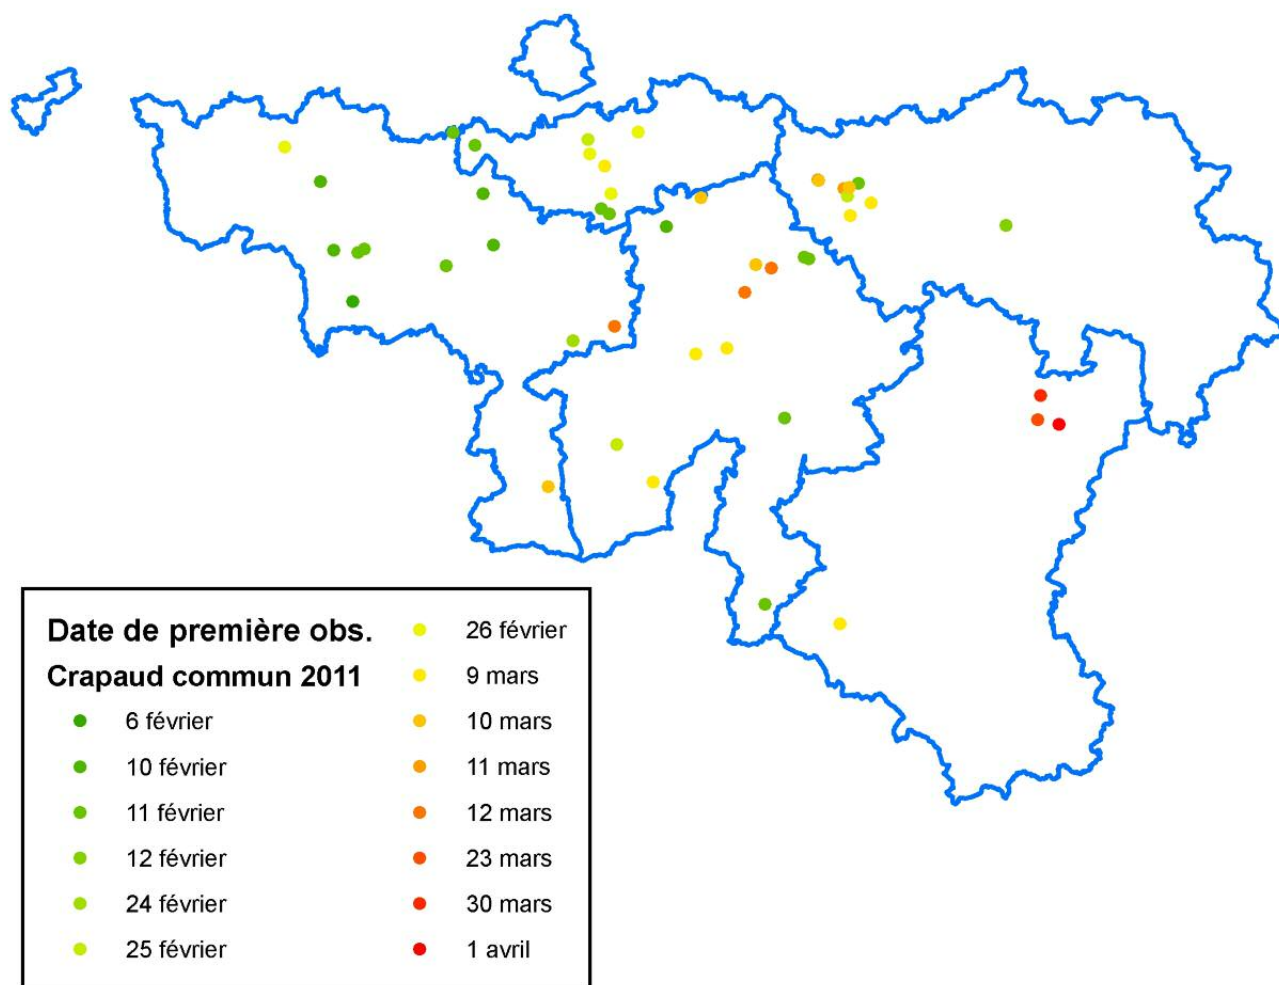 Date de première obs.
Crapaud commun 2011
6 février
10 février
11 février
12 février
24 février
25 février
26 février
9 mars
10 mars
11 mars
12 mars
23 mars
30 mars
1 avril